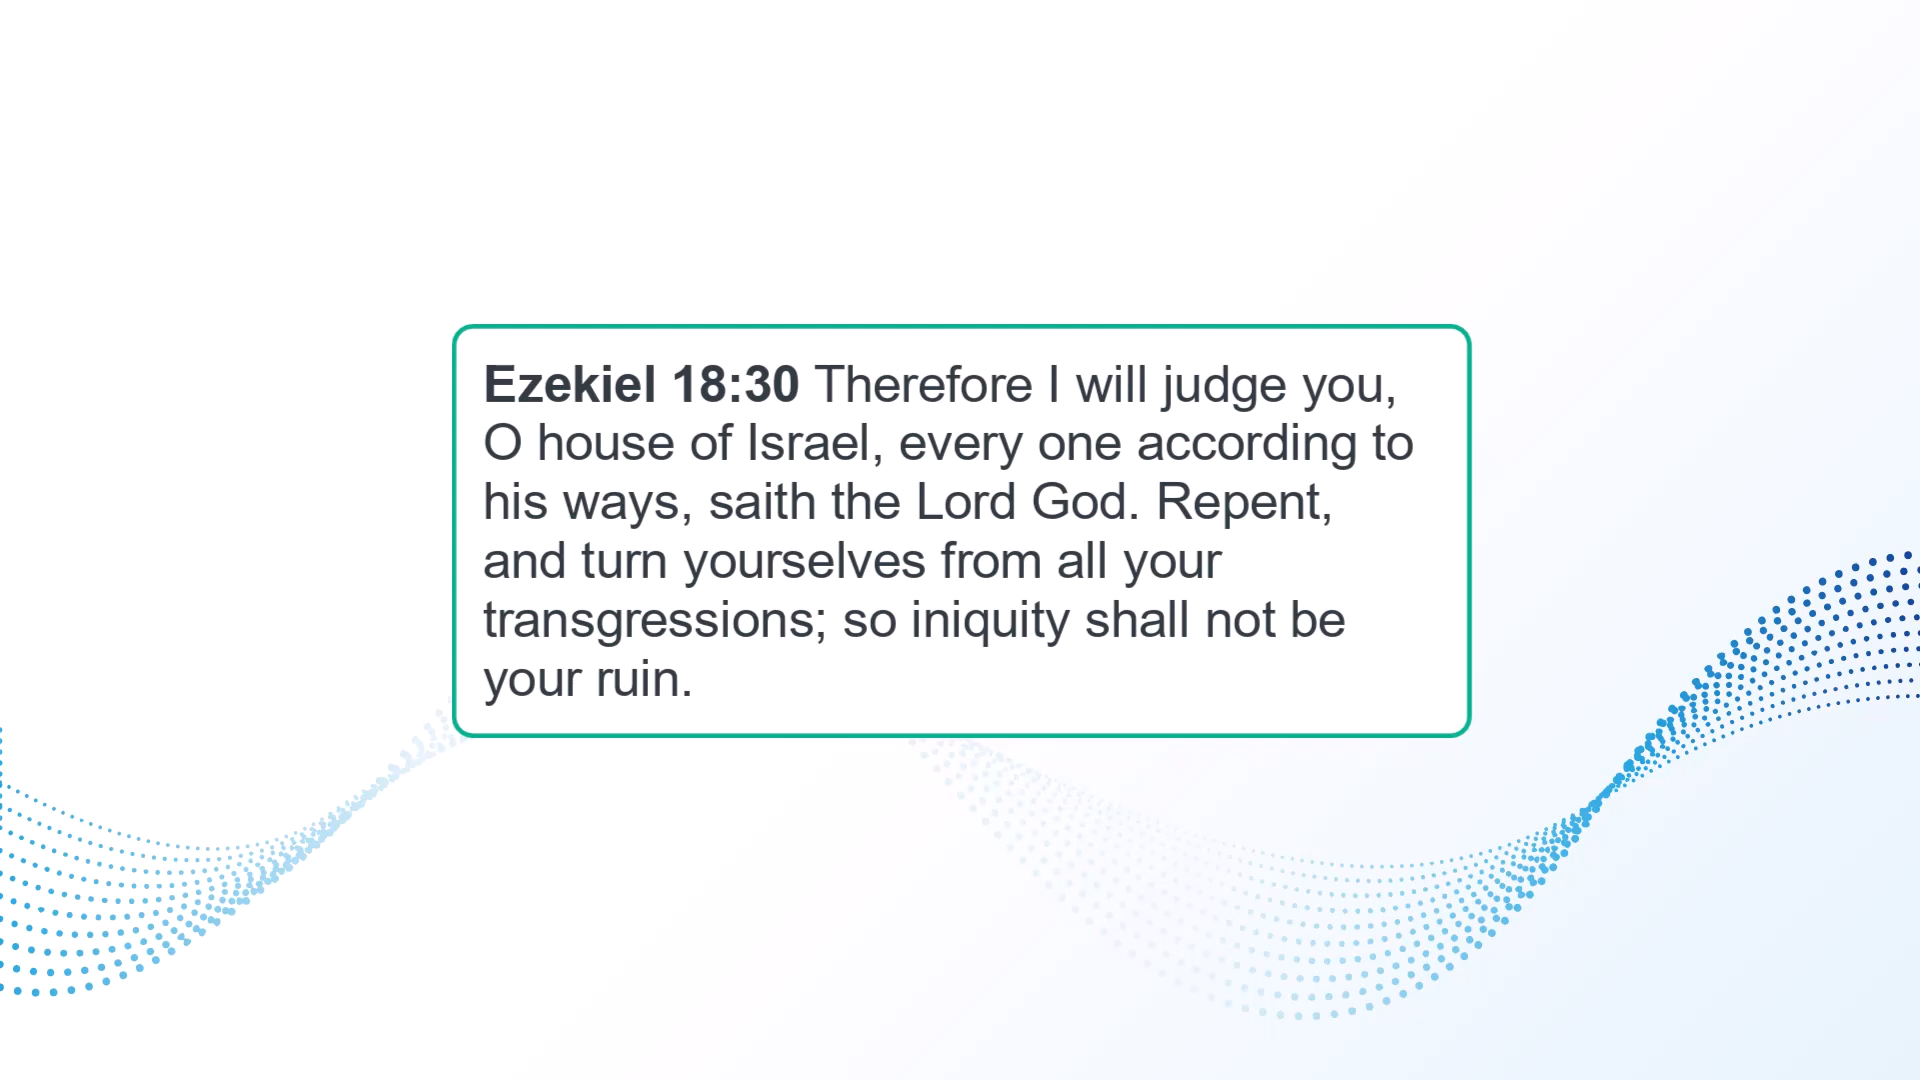 Ezekiel 18:30 Therefore I will judge you,
O house of Israel, every one according to
his ways, saith the Lord God. Repent,
and turn yourselves from all your
transgressions; so iniquity shall not be
your ruin.